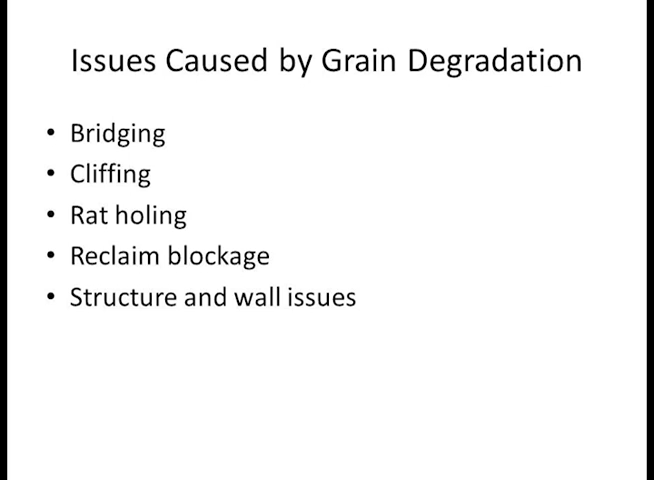 Issues Caused by Grain Degradation
• Bridging
• Cliffing
• Rat holing
• Reclaim blockage
• Structure and wall issues